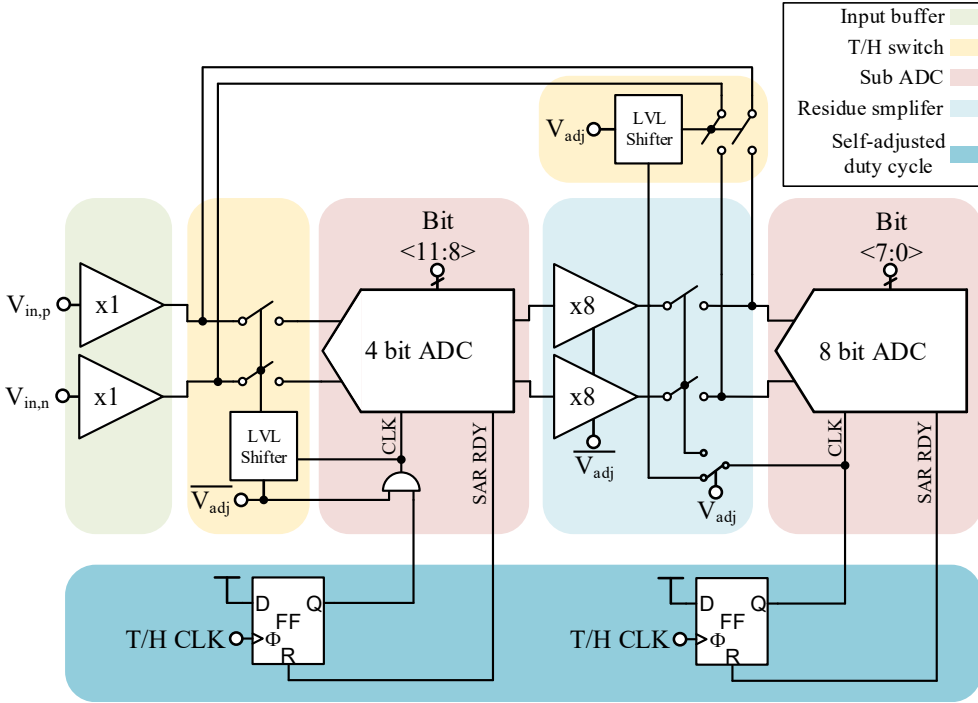 Input buffer
T/H switch
Sub ADC
Residue smplifer
Self-adjusted
duty cycle
V_adj
LVL
Shifter
Bit
<11:8>
Bit
<7:0>
V_in,p
x1
4 bit ADC
x8
8 bit ADC
V_in,n
x1
x8
LVL
Shifter
CLK
SAR RDY
CLK
SAR RDY
V̅_adj
V̅_adj
V_adj
D
Q
FF
T/H CLK
Φ
R
D
Q
FF
T/H CLK
Φ
R